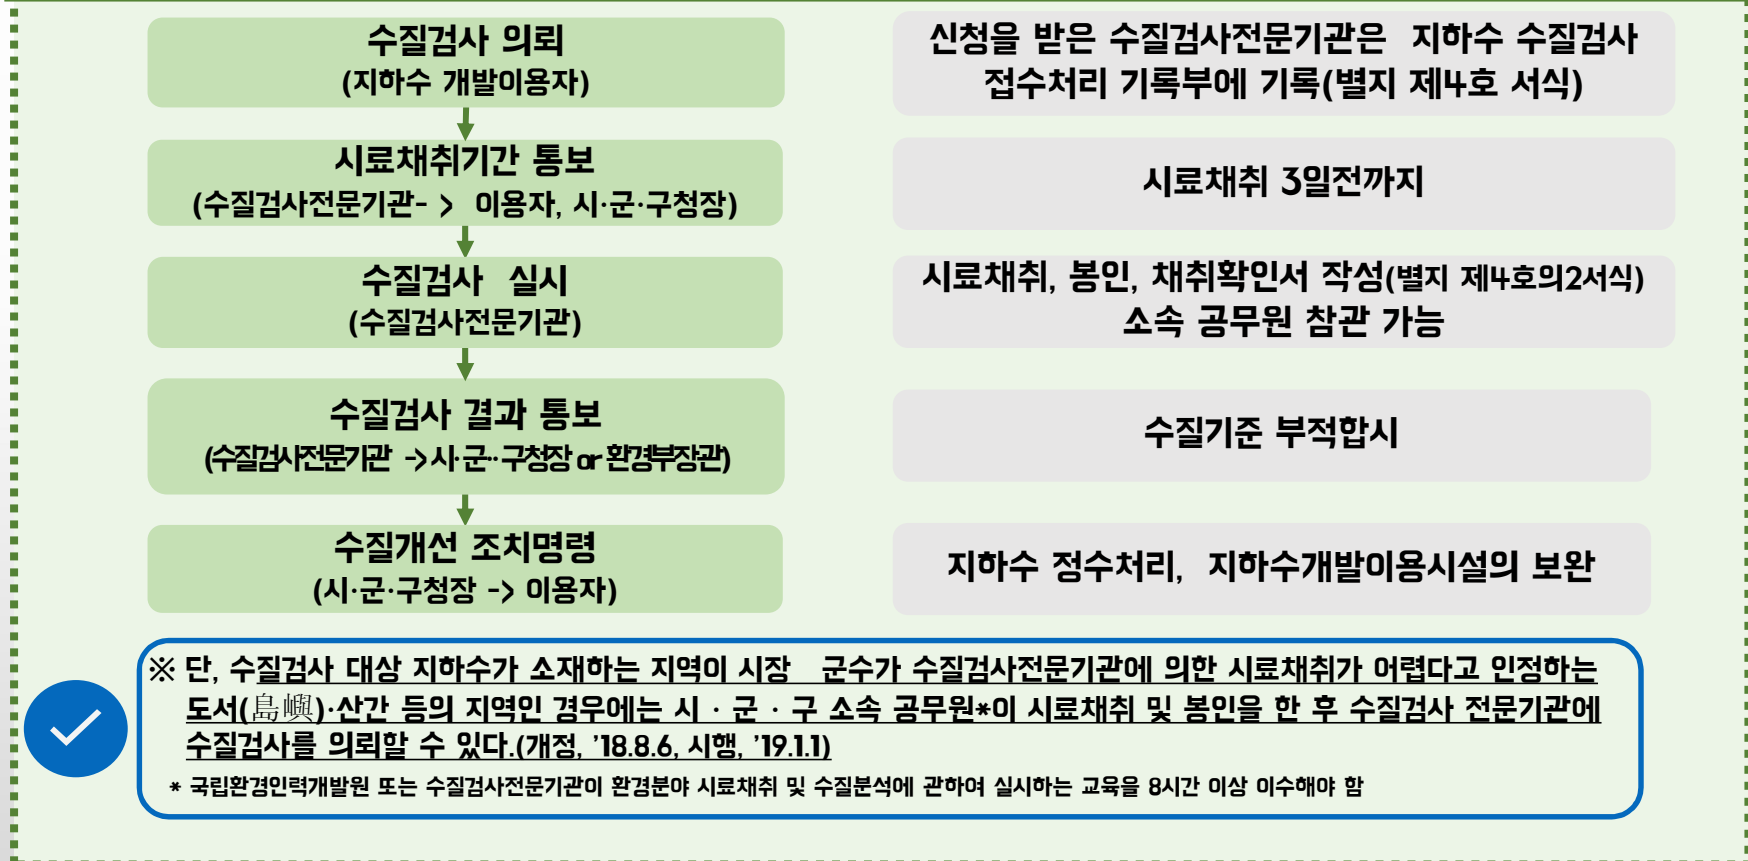 수질검사 의뢰
(지하수 개발이용자)
신청을 받은 수질검사전문기관은 지하수 수질검사
접수처리 기록부에 기록(별지 제4호 서식)
시료채취기간 통보
(수질검사전문기관- > 이용자, 시·군·구청장)
시료채취 3일전까지
수질검사 실시
(수질검사전문기관)
시료채취, 봉인, 채취확인서 작성(별지 제4호의2서식)
소속 공무원 참관 가능
수질검사 결과 통보
(수질검사전문기관 ->시·군··구청장 or 환경부장관)
수질기준 부적합시
수질개선 조치명령
(시·군·구청장 -> 이용자)
지하수 정수처리, 지하수개발이용시설의 보완
※ 단, 수질검사 대상 지하수가 소재하는 지역이 시장 군수가 수질검사전문기관에 의한 시료채취가 어렵다고 인정하는
도서(島嶼)·산간 등의 지역인 경우에는 시 · 군 · 구 소속 공무원*이 시료채취 및 봉인을 한 후 수질검사 전문기관에
수질검사를 의뢰할 수 있다.(개정, ’18.8.6, 시행, ’19.1.1)
* 국립환경인력개발원 또는 수질검사전문기관이 환경분야 시료채취 및 수질분석에 관하여 실시하는 교육을 8시간 이상 이수해야 함